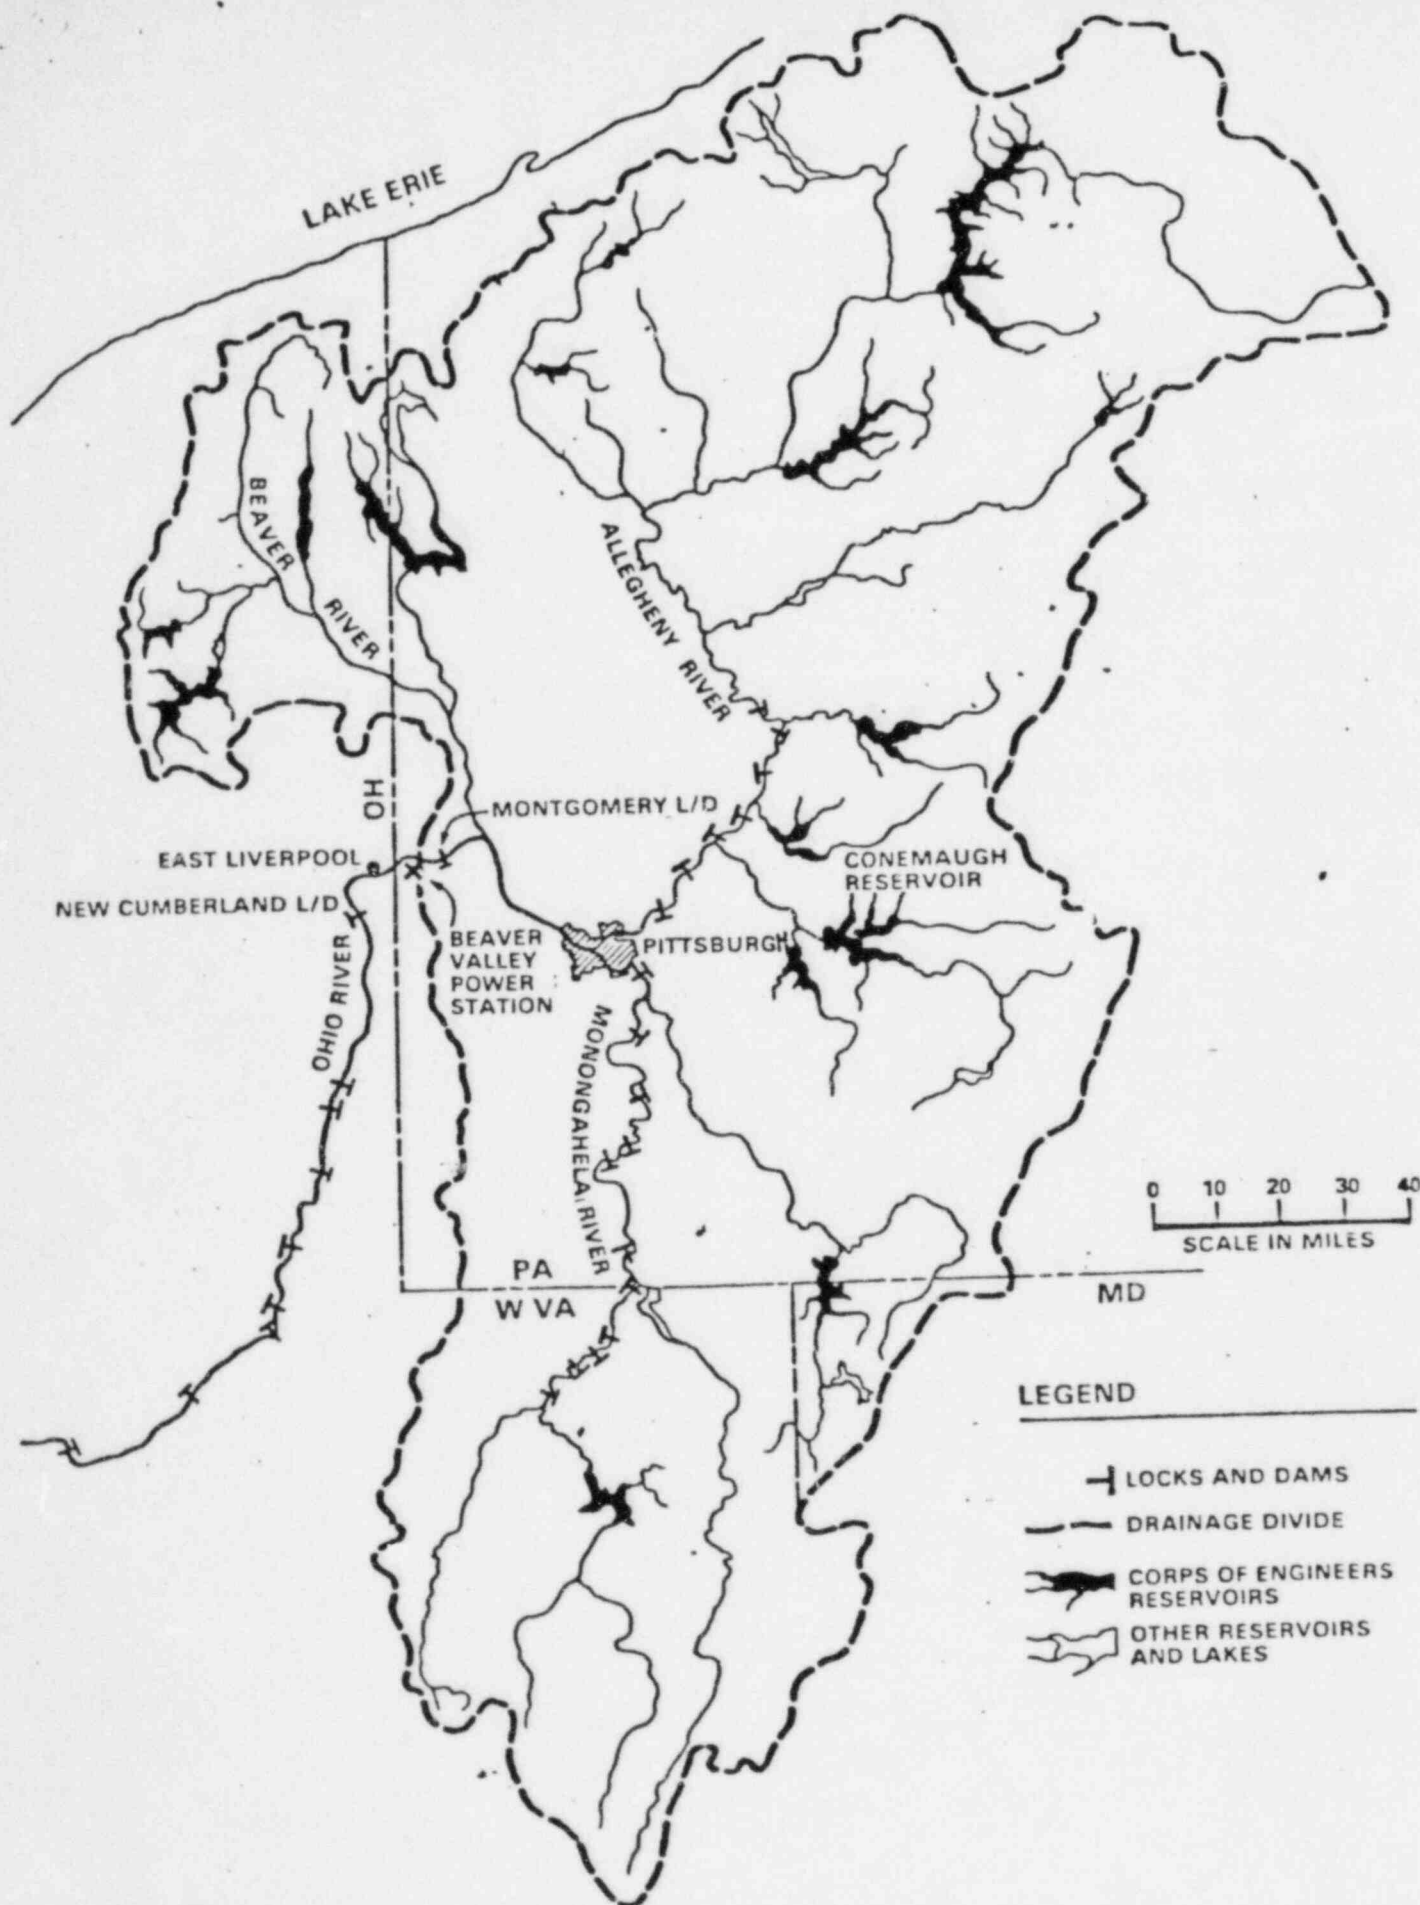 LAKE ERIE
BEAVER
RIVER
ALLEGHENY RIVER
OH
MONTGOMERY L/D
EAST LIVERPOOL
NEW CUMBERLAND L/D
CONEMAUGH
RESERVOIR
BEAVER
VALLEY
POWER
STATION
PITTSBURGH
OHIO RIVER
MONONGAHELA RIVER
0 10 20 30 40
SCALE IN MILES
PA
W VA
MD
LEGEND
LOCKS AND DAMS
DRAINAGE DIVIDE
CORPS OF ENGINEERS
RESERVOIRS
OTHER RESERVOIRS
AND LAKES